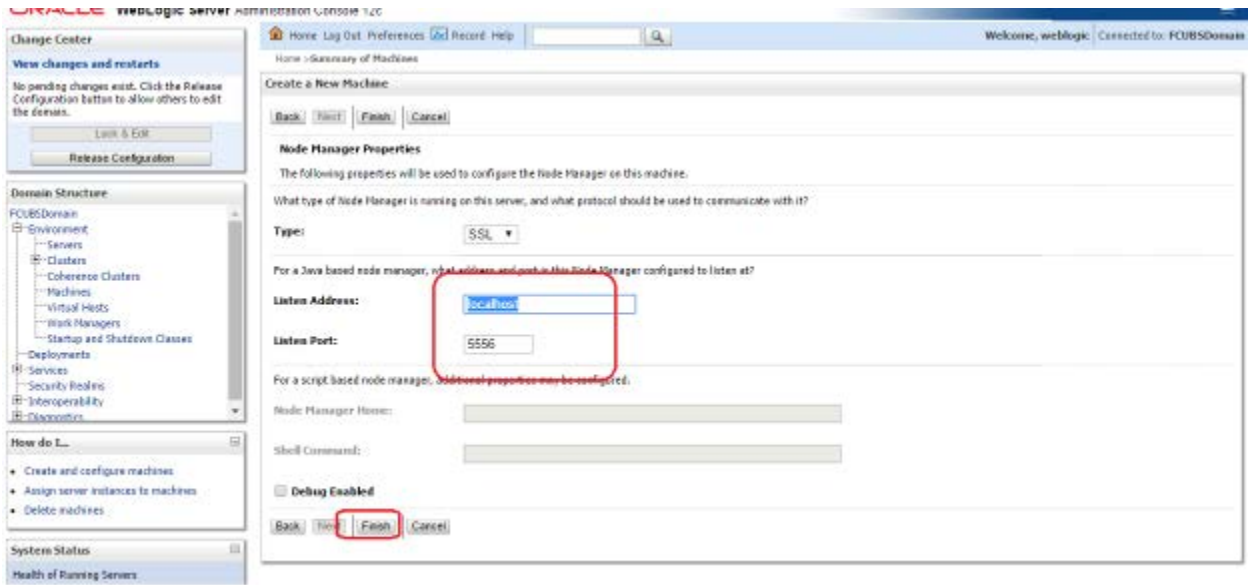 ORACLE WebLogic Server Administration Console 12c
Change Center
View changes and restarts
No pending changes exist. Click the Release
Configuration button to allow others to edit
the domain.
Lock & Edit
Release Configuration
Domain Structure
FCUBSDomain
Environment
Servers
Clusters
Coherence Clusters
Machines
Virtual Hosts
Work Managers
Startup and Shutdown Classes
Deployments
Services
Security Realms
Interoperability
Diagnostics
How do I...
Create and configure machines
Assign server instances to machines
Delete machines
System Status
Health of Running Servers
Home Log Out Preferences Record Help
Welcome, weblogic Connected to: FCUBSDomain
Home >Summary of Machines
Create a New Machine
Back Next Finish Cancel
Node Manager Properties
The following properties will be used to configure the Node Manager on this machine.
What type of Node Manager is running on this server, and what protocol should be used to communicate with it?
Type: SSL
For a Java based node manager, what address and port is this Node Manager configured to listen at?
Listen Address: localhost
Listen Port: 5556
For a script based node manager, additional properties may be configured.
Node Manager Home:
Shell Command:
Debug Enabled
Back Next Finish Cancel